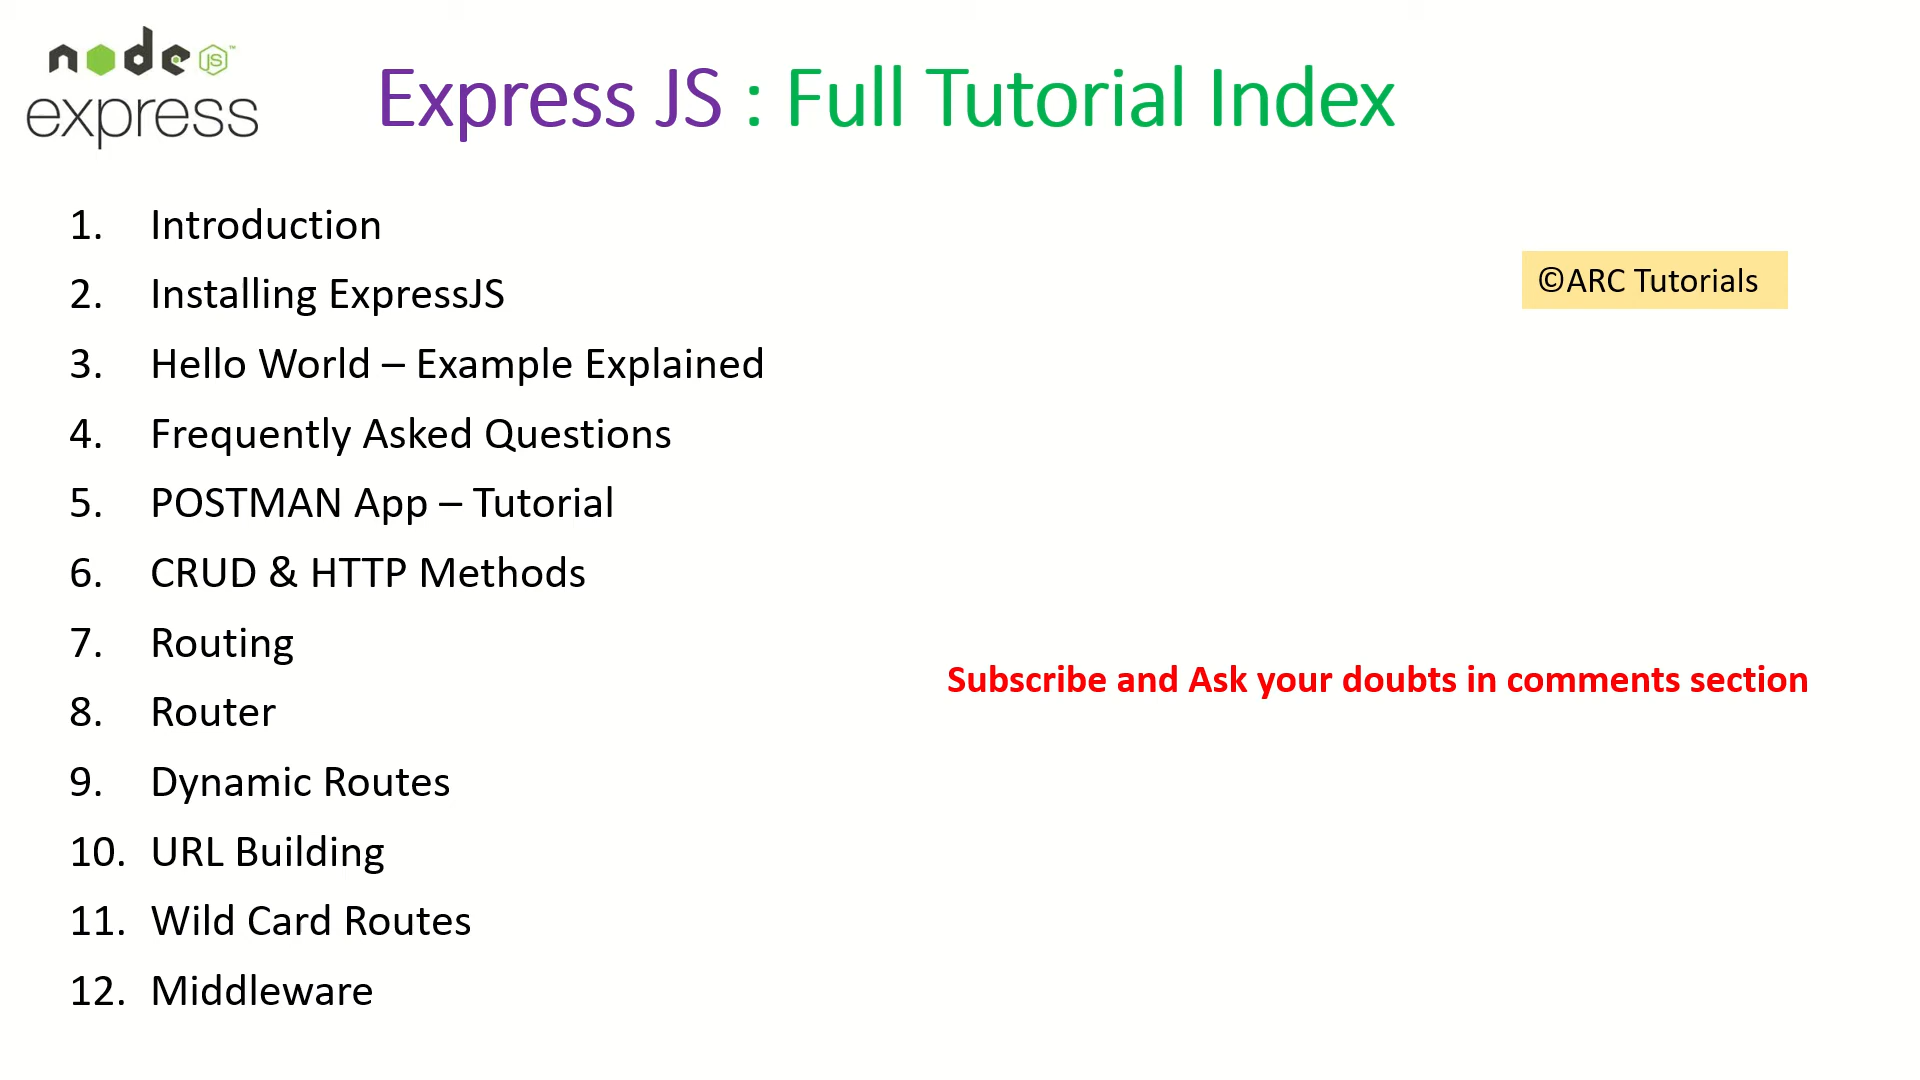 node JS™
express
Express JS : Full Tutorial Index
1. Introduction
2. Installing ExpressJS
3. Hello World – Example Explained
4. Frequently Asked Questions
5. POSTMAN App – Tutorial
6. CRUD & HTTP Methods
7. Routing
8. Router
9. Dynamic Routes
10. URL Building
11. Wild Card Routes
12. Middleware
©ARC Tutorials
Subscribe and Ask your doubts in comments section